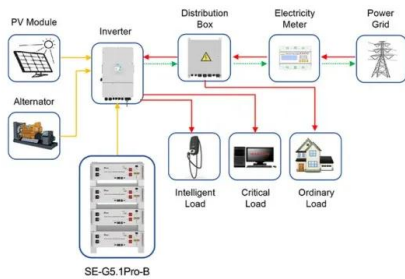 PV Module
Inverter
Distribution
Box
Electricity
Meter
Power
Grid
Alternator
Intelligent
Load
Critical
Load
Ordinary
Load
SE-G5.1Pro-B